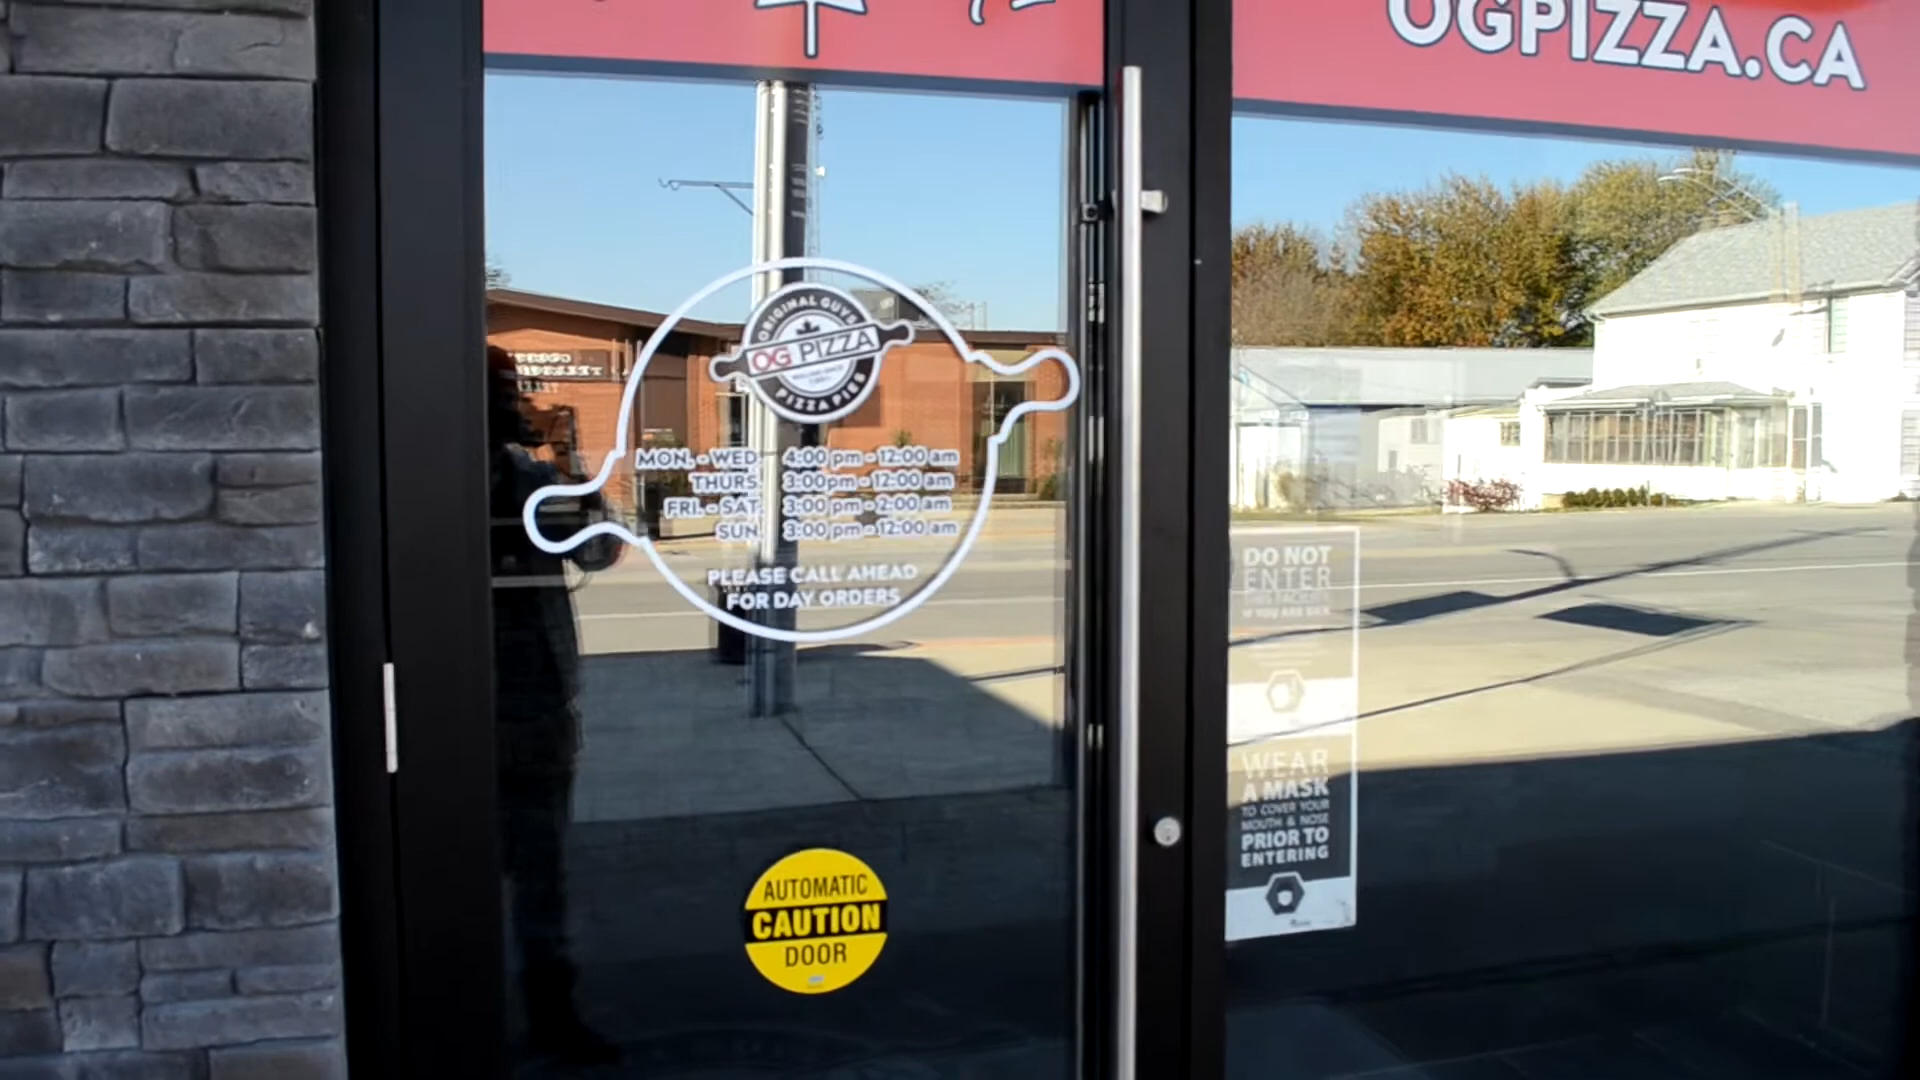 OGPIZZA.CA
ORIGINAL GUYS
OG PIZZA
PIZZA PIES
MON. - WED. 4:00 pm - 12:00 am
THURS. 3:00pm - 12:00 am
FRI. - SAT. 3:00 pm - 2:00 am
SUN. 3:00 pm - 12:00 am
PLEASE CALL AHEAD
FOR DAY ORDERS
DO NOT
ENTER
THIS FACILITY
IF YOU ARE SICK
WEAR
A MASK
TO COVER YOUR
MOUTH & NOSE
PRIOR TO
ENTERING
AUTOMATIC
CAUTION
DOOR